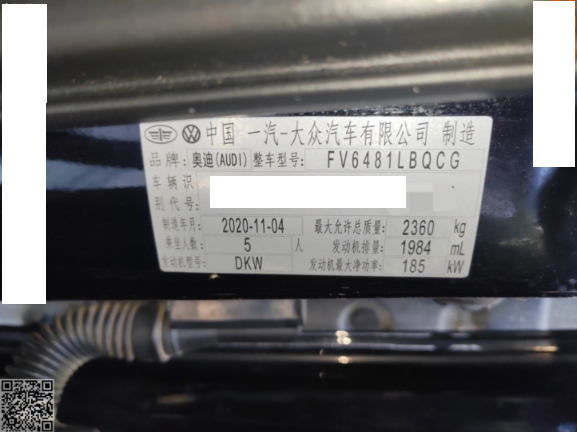 中国 一汽-大众汽车有限公司 制造
品牌: 奥迪(AUDI) 整车型号: FV6481LBQCG
车辆识
别代号:
制造年月: 2020-11-04 最大允许总质量: 2360 kg
乘坐人数: 5 人 发动机排量: 1984 mL
发动机型号: DKW 发动机最大净功率: 185 kW